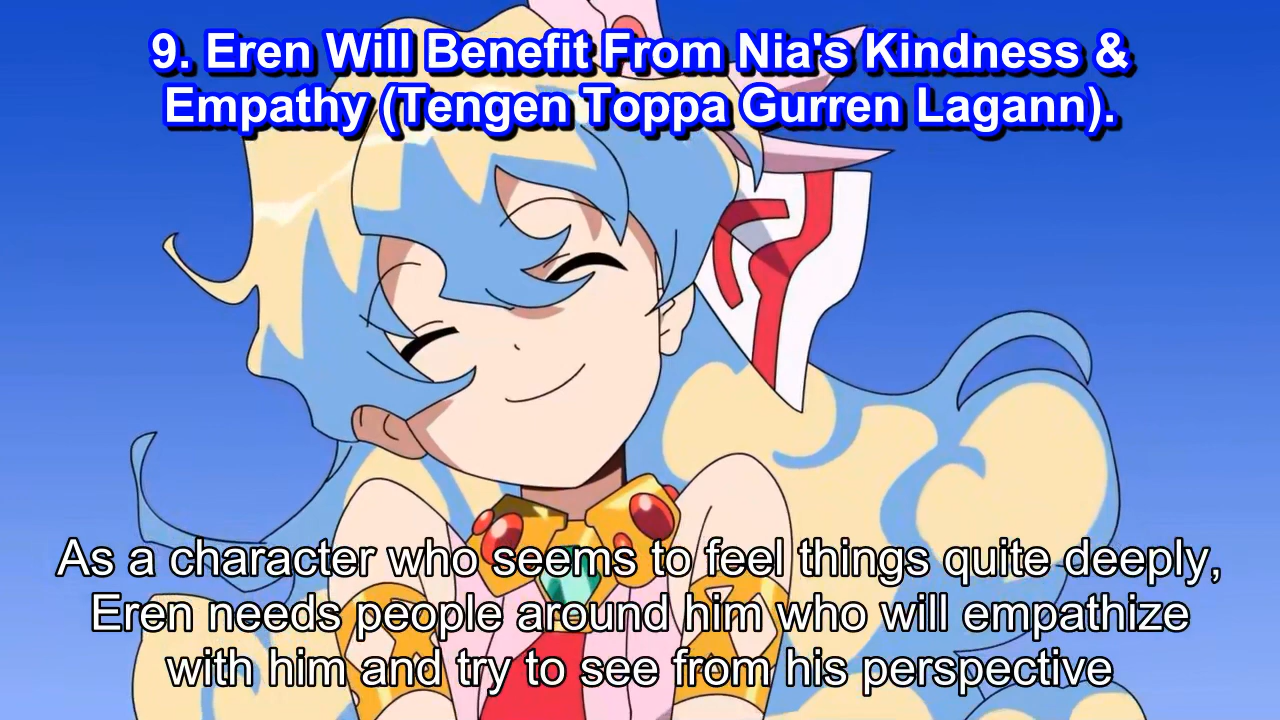 9. Eren Will Benefit From Nia's Kindness &
Empathy (Tengen Toppa Gurren Lagann).
As a character who seems to feel things quite deeply,
Eren needs people around him who will empathize
with him and try to see from his perspective